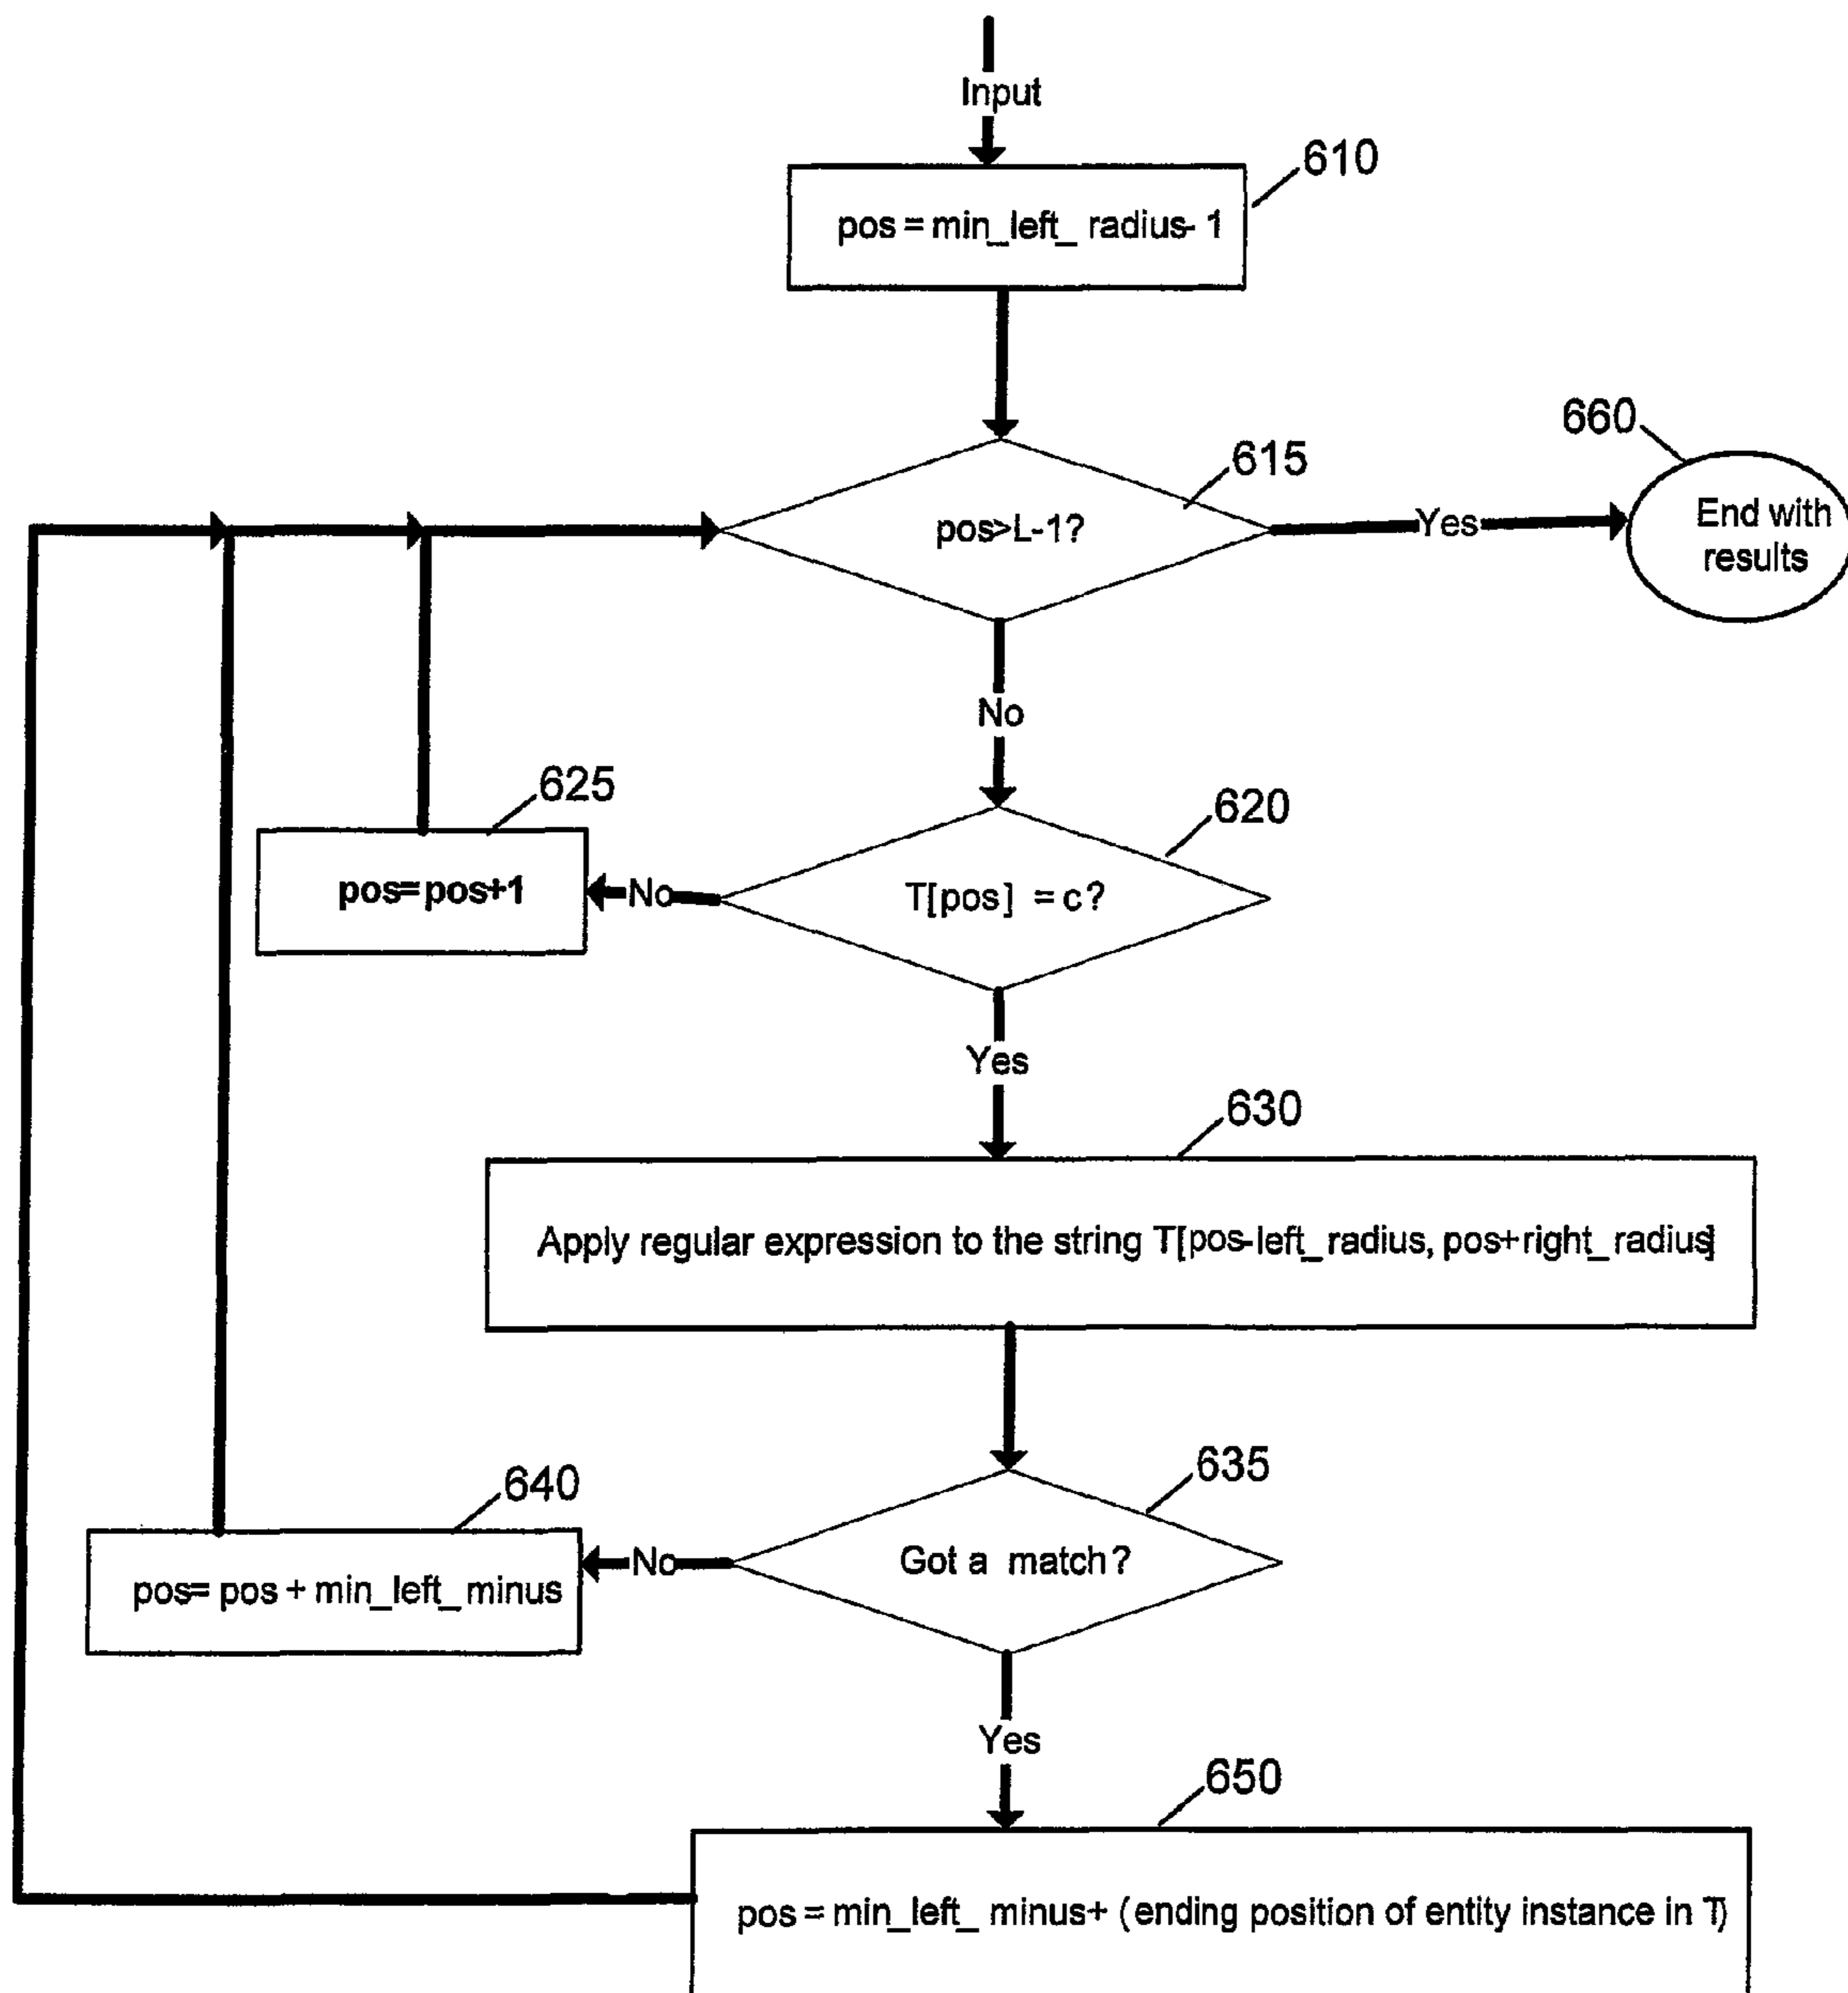 Input
610
pos = min_left_ radius- 1
660
615
pos>L-1?
Yes
End with
results
No
625
620
pos=pos+1
No
T[pos] = c?
Yes
630
Apply regular expression to the string T[pos-left_radius, pos+right_radius]
635
640
Got a match?
No
pos= pos + min_left_minus
Yes
650
pos = min_left_ minus+ (ending position of entity instance in T)